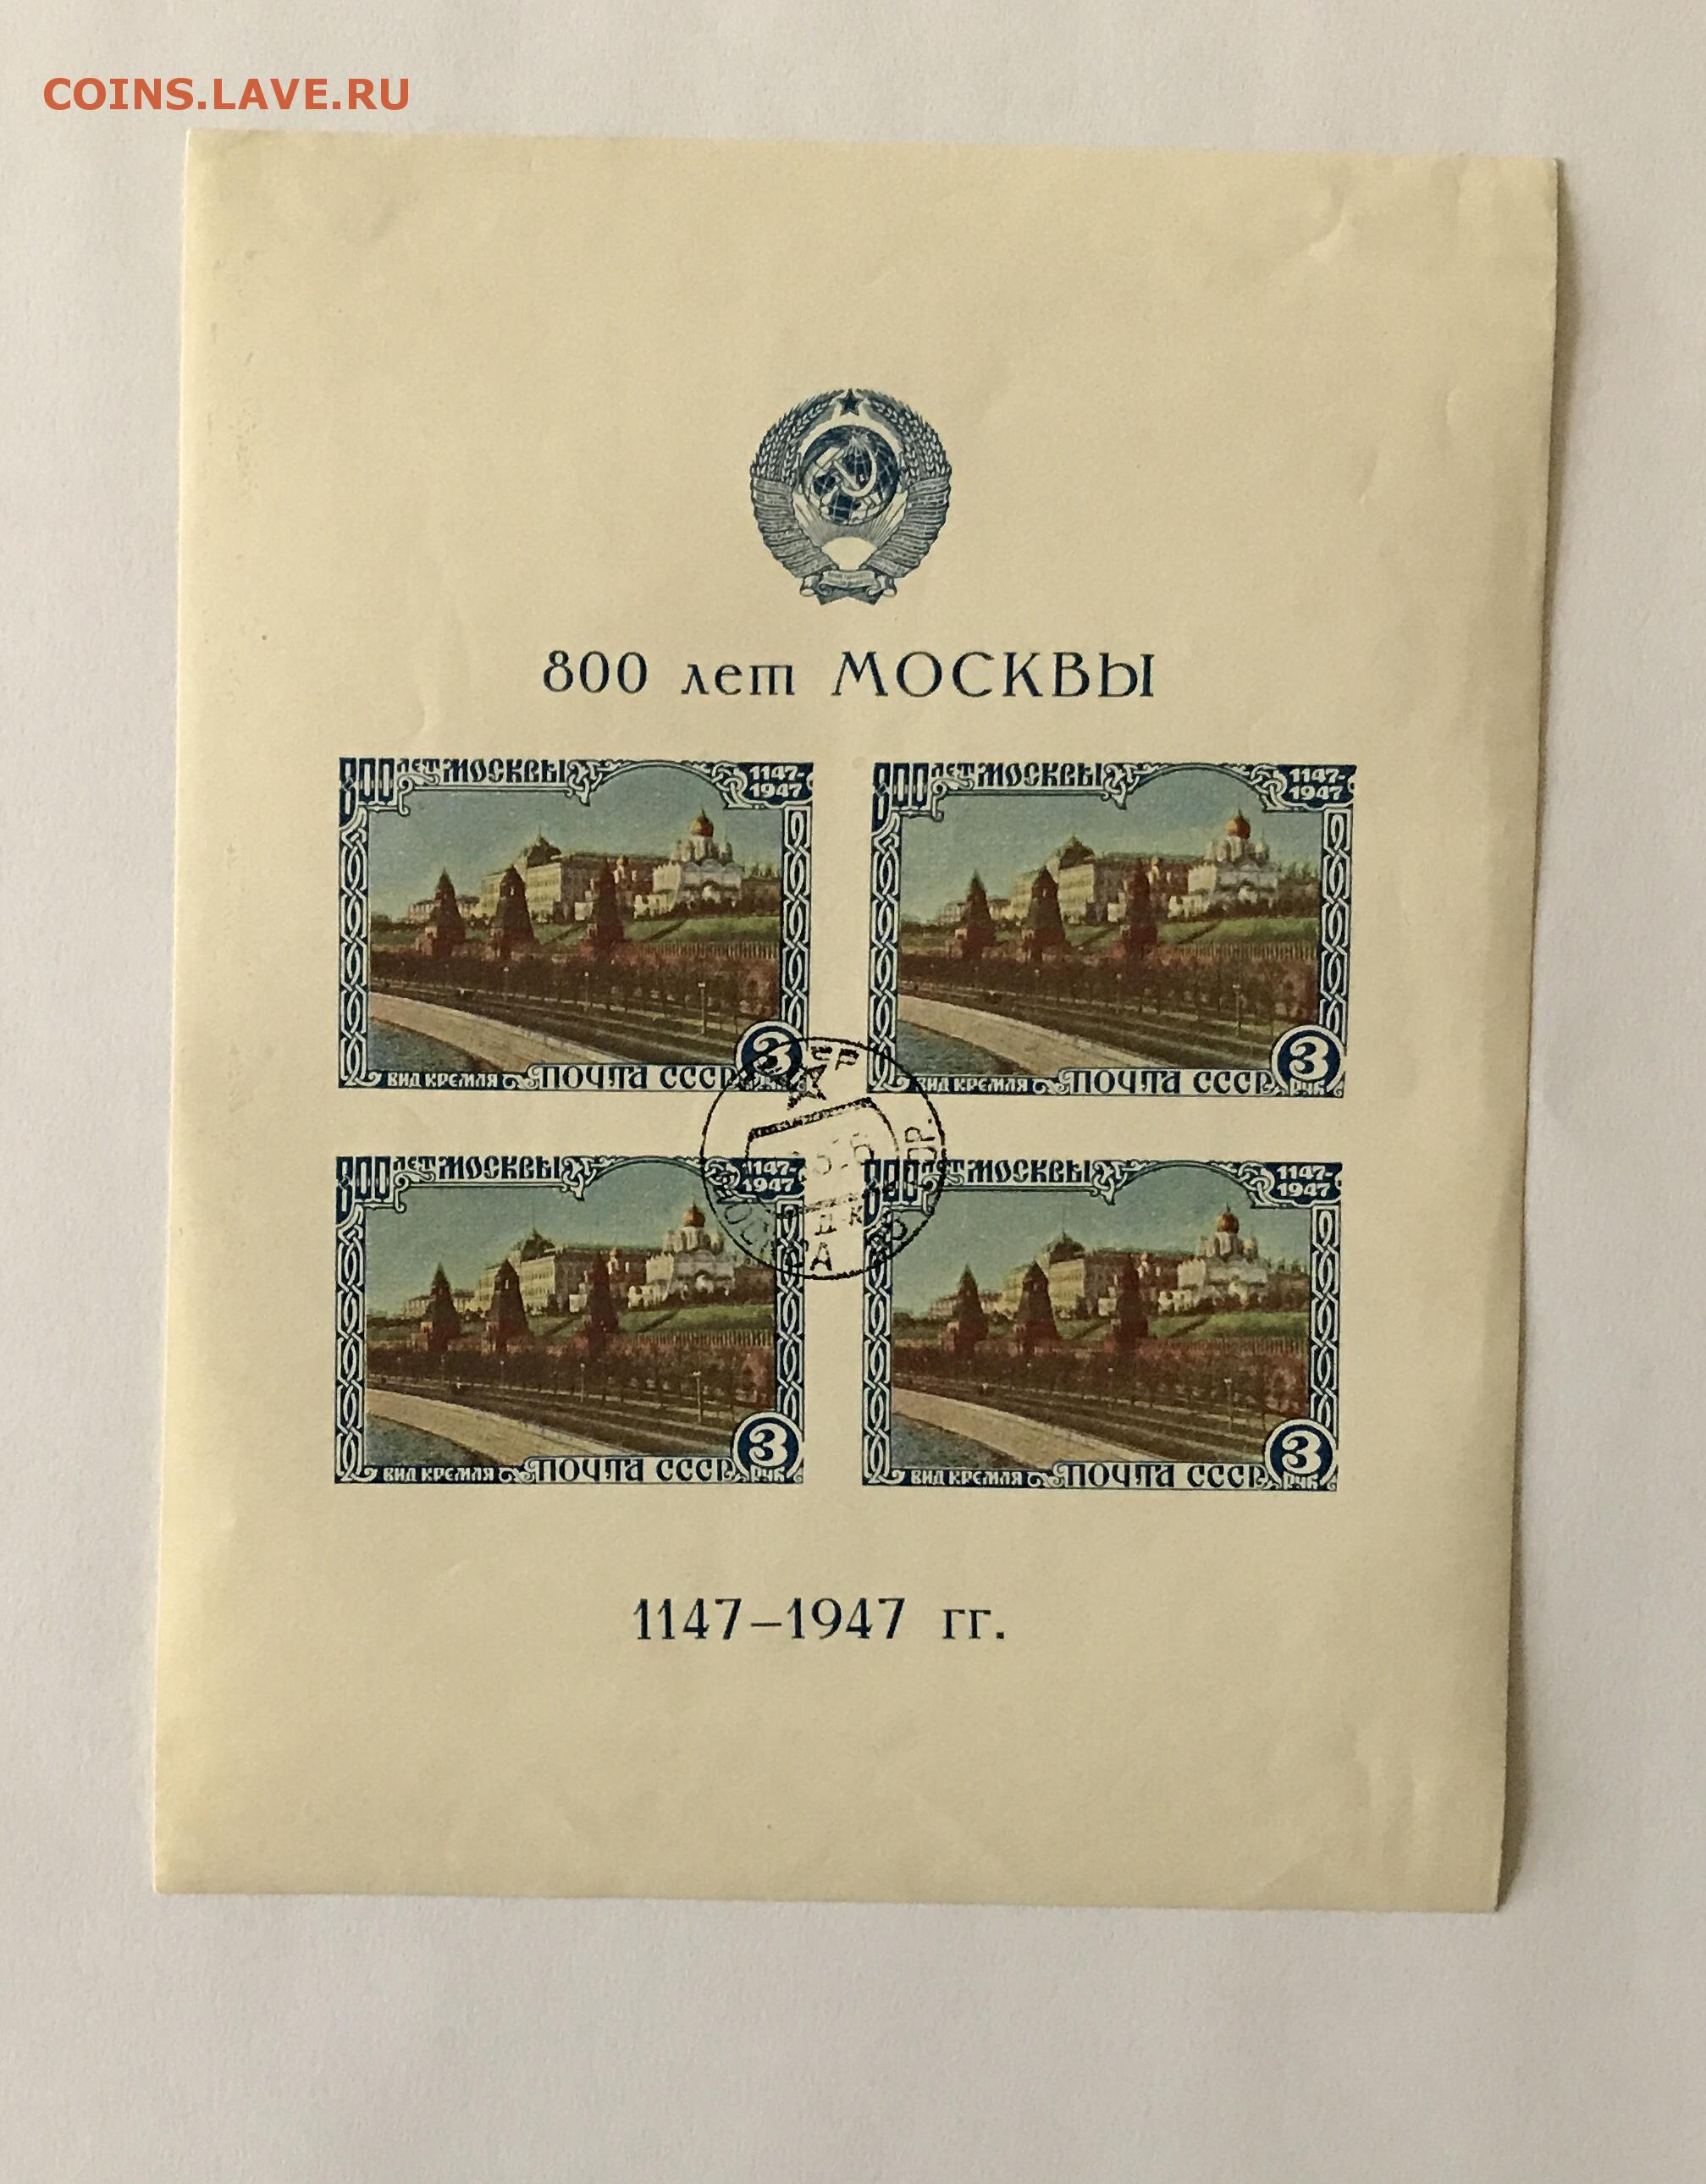 COINS.LAVE.RU
800 лет МОСКВЫ
800 ЛЕТ МОСКВЫ 1147-
1947
ВИД КРЕМЛЯ ПОЧТА СССР 3 РУБ
800 ЛЕТ МОСКВЫ 1147-
1947
ВИД КРЕМЛЯ ПОЧТА СССР 3 РУБ
МОСКВА
800 ЛЕТ МОСКВЫ 1147-
1947
ВИД КРЕМЛЯ ПОЧТА СССР 3 РУБ
800 ЛЕТ МОСКВЫ 1147-
1947
ВИД КРЕМЛЯ ПОЧТА СССР 3 РУБ
1147–1947 гг.